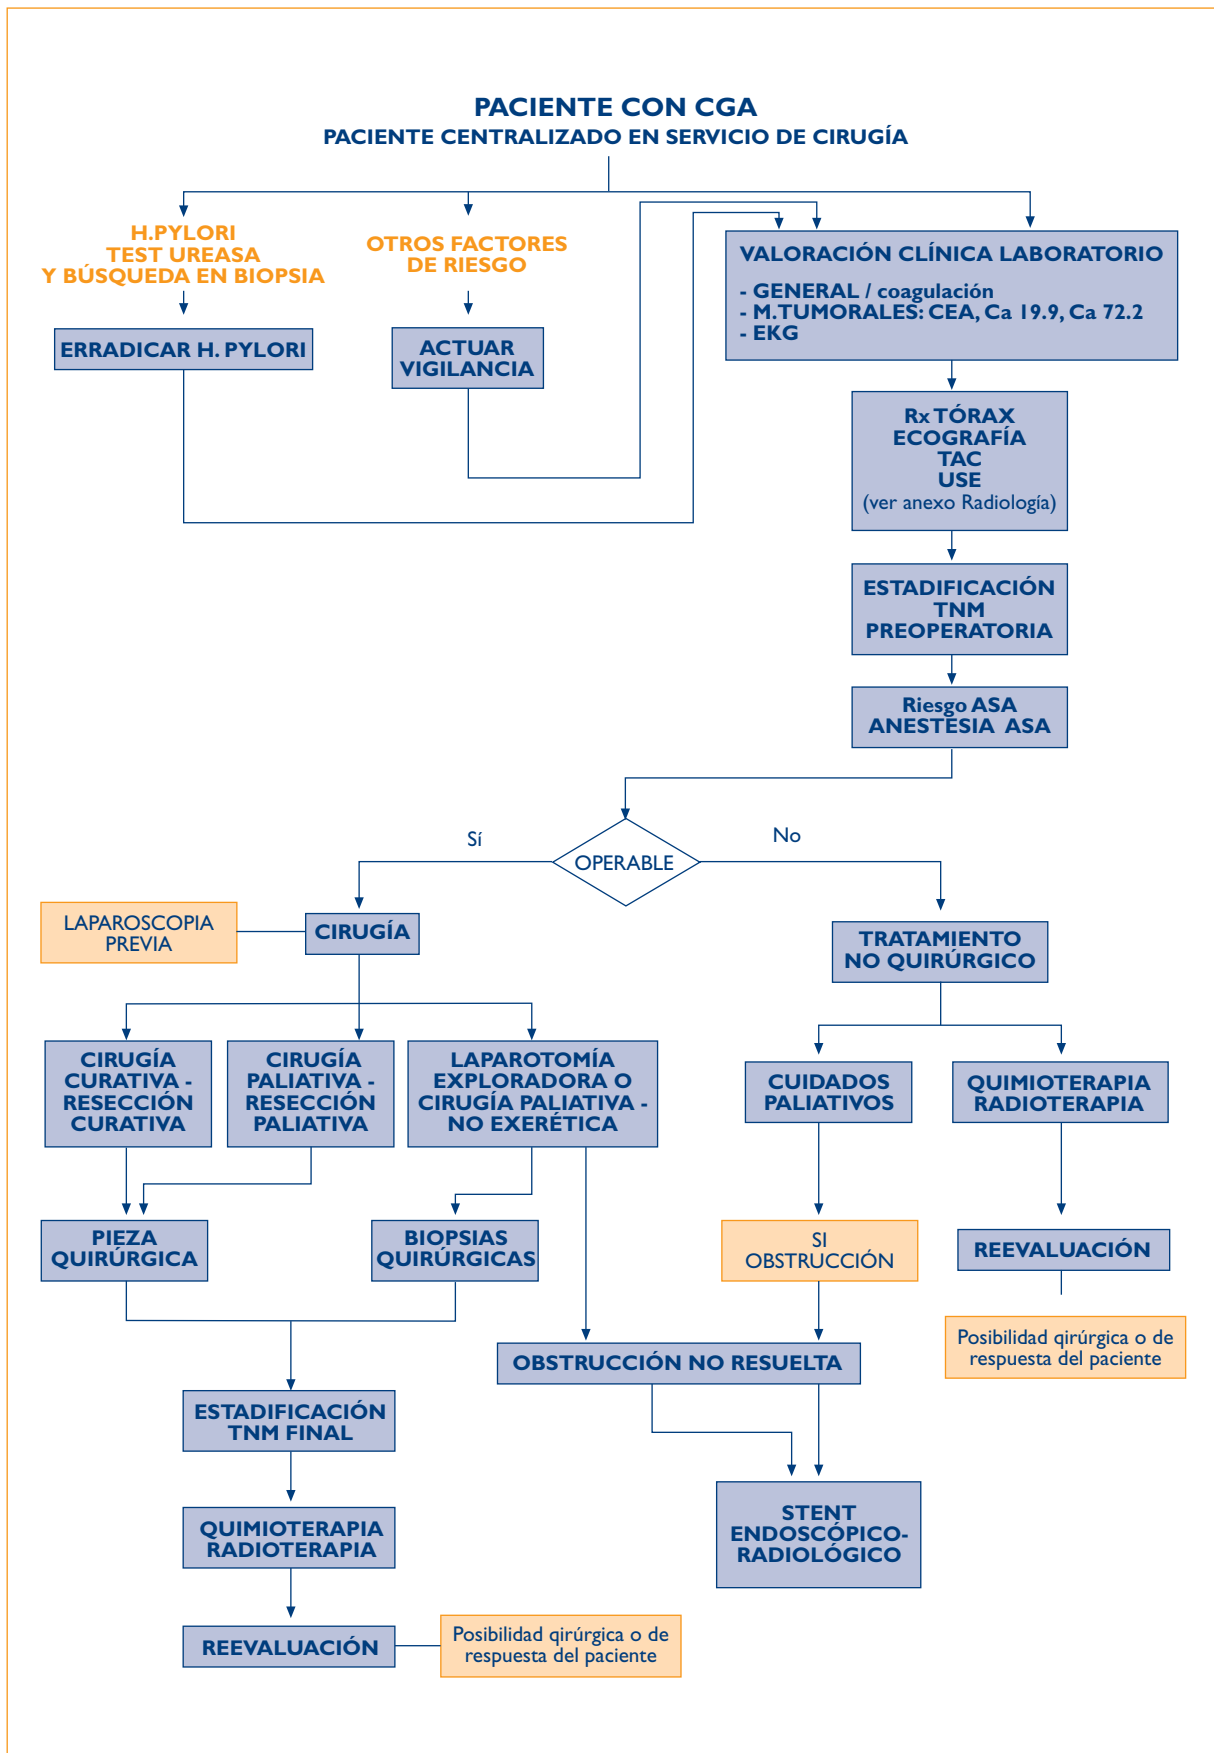 PACIENTE CON CGA
PACIENTE CENTRALIZADO EN SERVICIO DE CIRUGÍA
H.PYLORI
TEST UREASA
Y BÚSQUEDA EN BIOPSIA
OTROS FACTORES
DE RIESGO
VALORACIÓN CLÍNICA LABORATORIO
- GENERAL / coagulación
- M.TUMORALES: CEA, Ca 19.9, Ca 72.2
- EKG
ERRADICAR H. PYLORI
ACTUAR
VIGILANCIA
Rx TÓRAX
ECOGRAFÍA
TAC
USE
(ver anexo Radiología)
ESTADIFICACIÓN
TNM
PREOPERATORIA
Riesgo ASA
ANESTESIA ASA
OPERABLE
Sí
No
LAPAROSCOPIA
PREVIA
CIRUGÍA
TRATAMIENTO
NO QUIRÚRGICO
CIRUGÍA
CURATIVA -
RESECCIÓN
CURATIVA
CIRUGÍA
PALIATIVA -
RESECCIÓN
PALIATIVA
LAPAROTOMÍA
EXPLORADORA O
CIRUGÍA PALIATIVA -
NO EXERÉTICA
CUIDADOS
PALIATIVOS
QUIMIOTERAPIA
RADIOTERAPIA
PIEZA
QUIRÚRGICA
BIOPSIAS
QUIRÚRGICAS
SI
OBSTRUCCIÓN
REEVALUACIÓN
OBSTRUCCIÓN NO RESUELTA
Posibilidad qirúrgica o de
respuesta del paciente
ESTADIFICACIÓN
TNM FINAL
STENT
ENDOSCÓPICO-
RADIOLÓGICO
QUIMIOTERAPIA
RADIOTERAPIA
REEVALUACIÓN
Posibilidad qirúrgica o de
respuesta del paciente